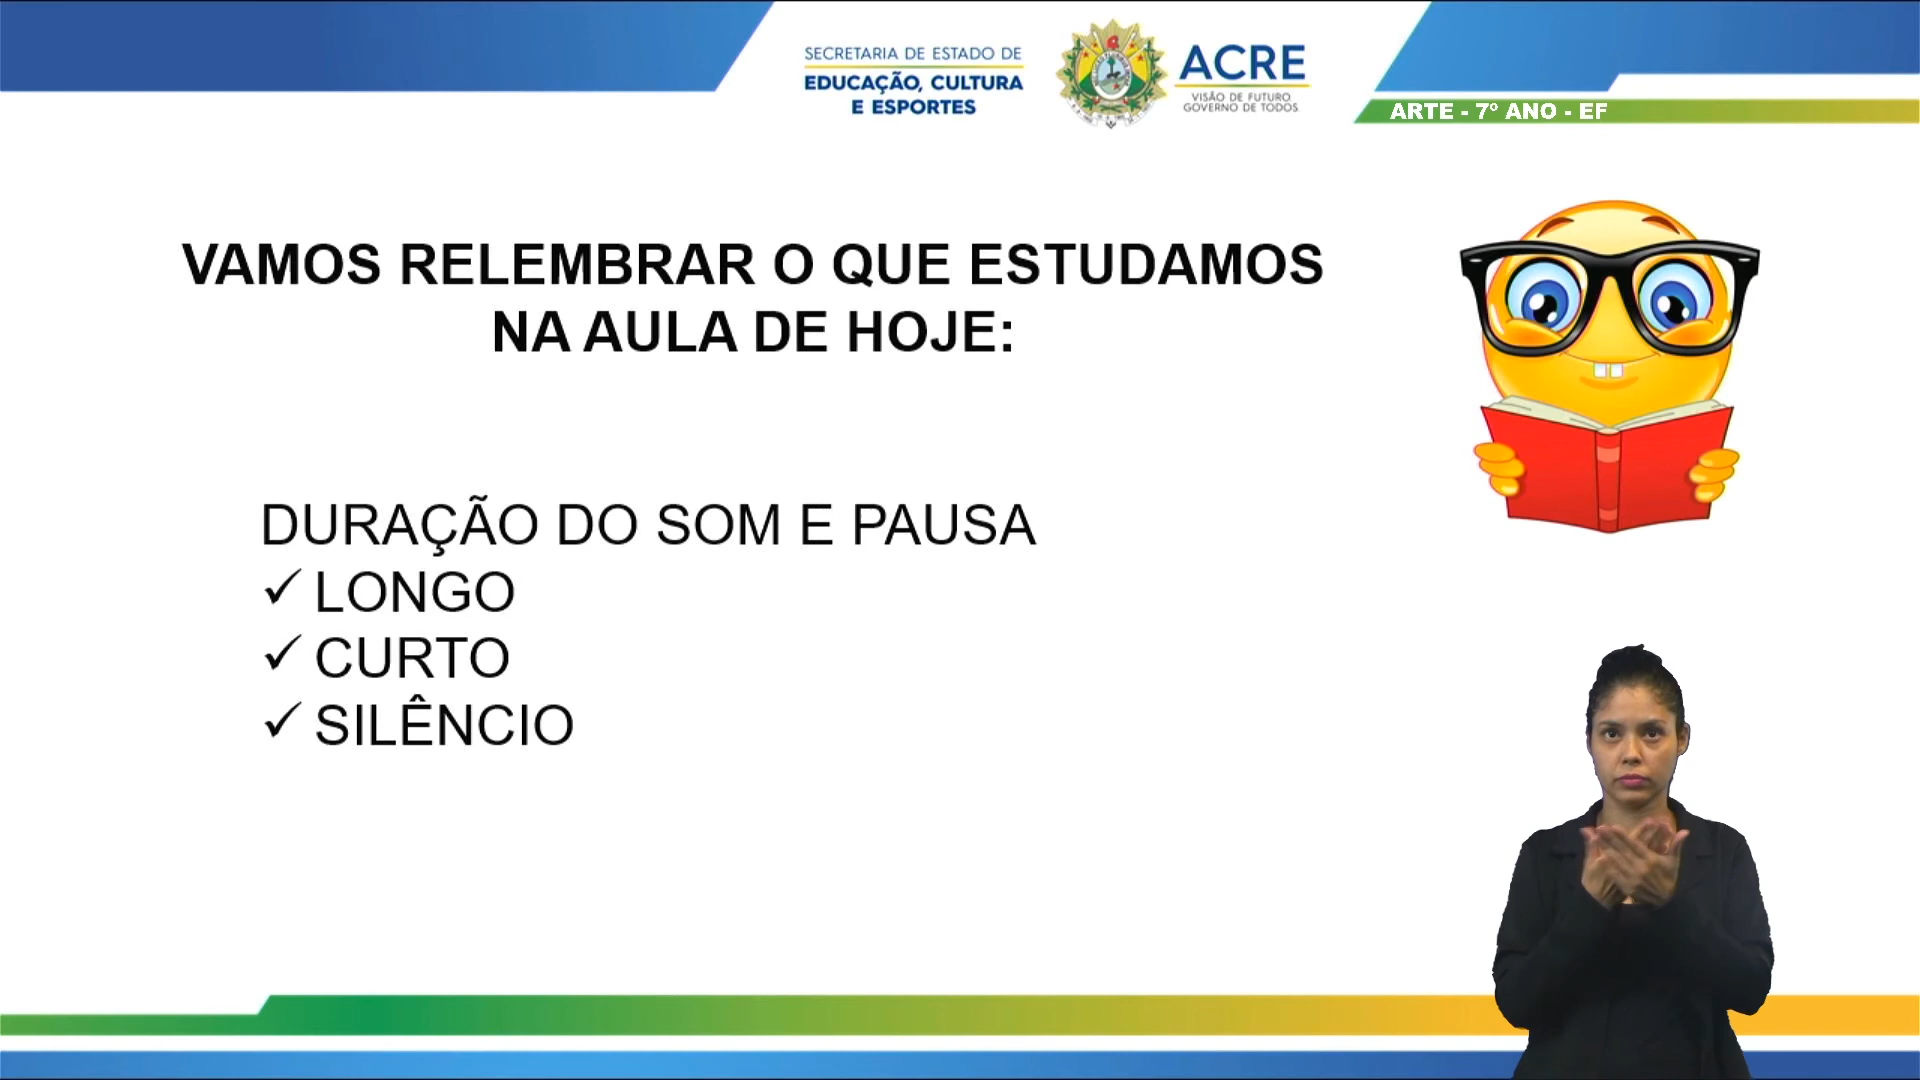 SECRETARIA DE ESTADO DE
EDUCAÇÃO, CULTURA
E ESPORTES
ACRE
VISÃO DE FUTURO
GOVERNO DE TODOS
ARTE - 7º ANO - EF
VAMOS RELEMBRAR O QUE ESTUDAMOS
NA AULA DE HOJE:
DURAÇÃO DO SOM E PAUSA
✓ LONGO
✓ CURTO
✓ SILÊNCIO